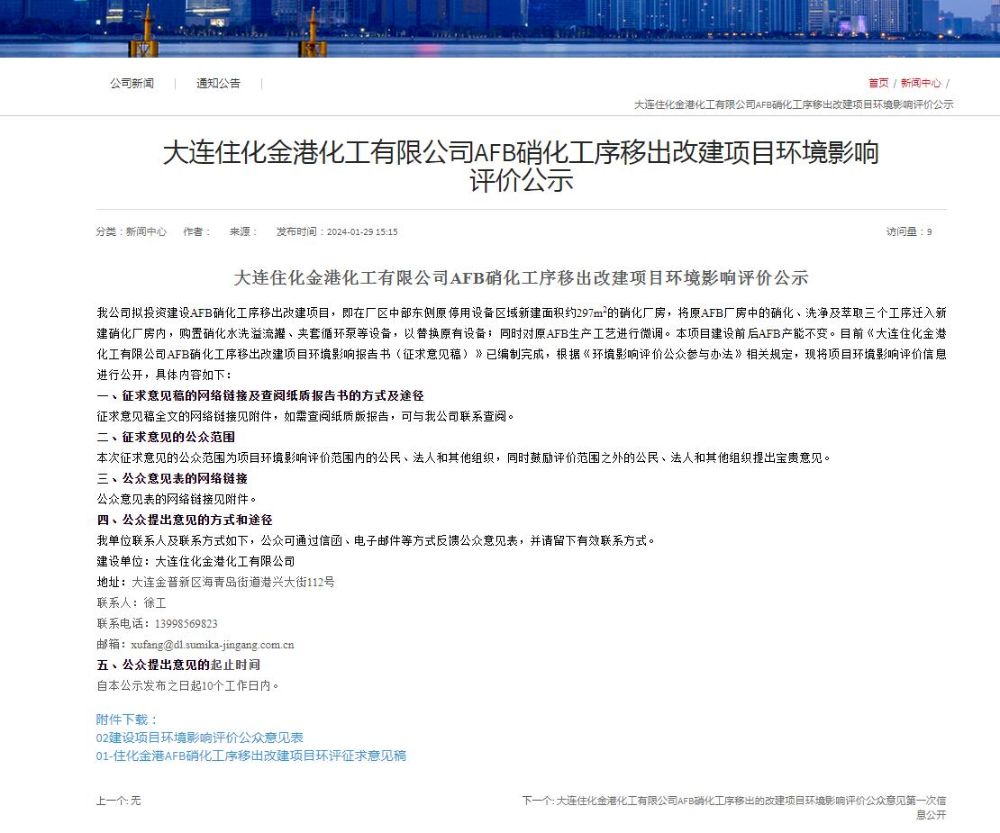 公司新闻 | 通知公告 |
首页 / 新闻中心 /
大连住化金港化工有限公司AFB硝化工序移出改建项目环境影响评价公示
大连住化金港化工有限公司AFB硝化工序移出改建项目环境影响
评价公示
分类：新闻中心 作者： 来源： 发布时间：2024-01-29 15:15 访问量：9
大连住化金港化工有限公司AFB硝化工序移出改建项目环境影响评价公示
我公司拟投资建设AFB硝化工序移出改建项目，即在厂区中部东侧原停用设备区域新建面积约297m²的硝化厂房，将原AFB厂房中的硝化、洗净及萃取三个工序迁入新
建硝化厂房内，购置硝化水洗溢流罐、夹套循环泵等设备，以替换原有设备；同时对原AFB生产工艺进行微调。本项目建设前后AFB产能不变。目前《大连住化金港
化工有限公司AFB硝化工序移出改建项目环境影响报告书（征求意见稿）》已编制完成，根据《环境影响评价公众参与办法》相关规定，现将项目环境影响评价信息
进行公开，具体内容如下：
一、征求意见稿的网络链接及查阅纸质报告书的方式及途径
征求意见稿全文的网络链接见附件，如需查阅纸质版报告，可与我公司联系查阅。
二、征求意见的公众范围
本次征求意见的公众范围为项目环境影响评价范围内的公民、法人和其他组织，同时鼓励评价范围之外的公民、法人和其他组织提出宝贵意见。
三、公众意见表的网络链接
公众意见表的网络链接见附件。
四、公众提出意见的方式和途径
我单位联系人及联系方式如下，公众可通过信函、电子邮件等方式反馈公众意见表，并请留下有效联系方式。
建设单位：大连住化金港化工有限公司
地址：大连金普新区海青岛街道港兴大街112号
联系人：徐工
联系电话：13998569823
邮箱：xufang@dl.sumika-jingang.com.cn
五、公众提出意见的起止时间
自本公示发布之日起10个工作日内。
附件下载：
02建设项目环境影响评价公众意见表
01-住化金港AFB硝化工序移出改建项目环评征求意见稿
上一个: 无
下一个: 大连住化金港化工有限公司AFB硝化工序移出的改建项目环境影响评价公众意见第一次信
息公开